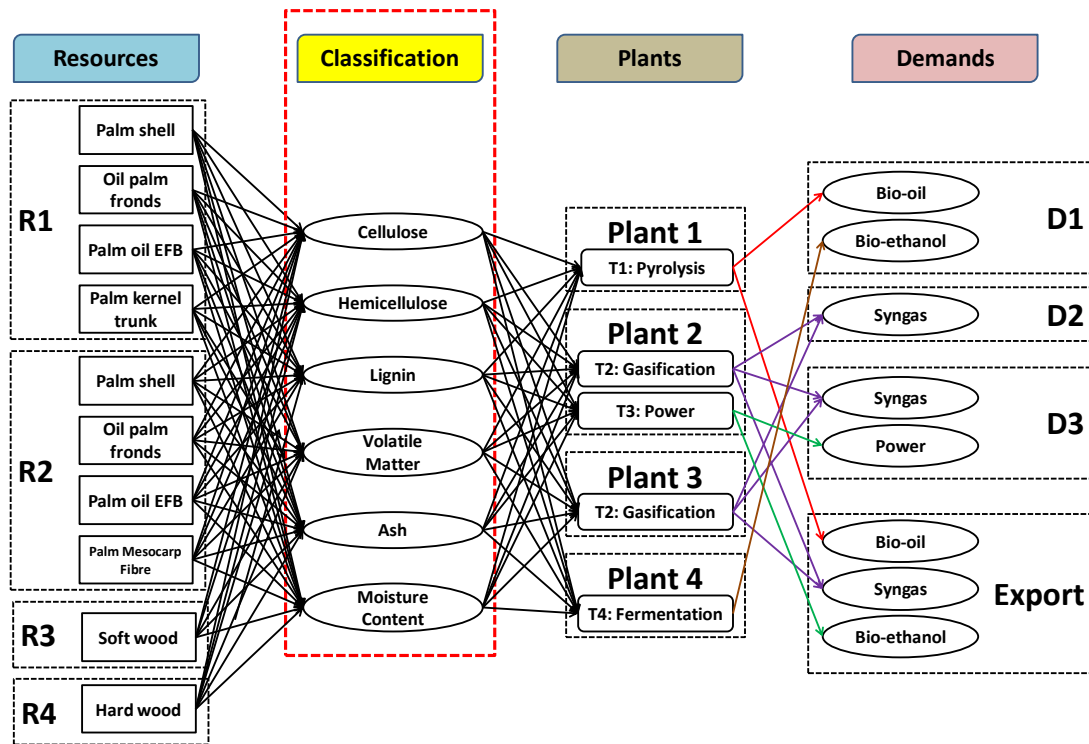 Resources
Classification
Plants
Demands
R1
Palm shell
Oil palm
fronds
Palm oil EFB
Palm kernel
trunk
R2
Palm shell
Oil palm
fronds
Palm oil EFB
Palm Mesocarp
Fibre
R3
Soft wood
R4
Hard wood
Cellulose
Hemicellulose
Lignin
Volatile
Matter
Ash
Moisture
Content
Plant 1
T1: Pyrolysis
Plant 2
T2: Gasification
T3: Power
Plant 3
T2: Gasification
Plant 4
T4: Fermentation
Bio-oil
Bio-ethanol
D1
Syngas
D2
Syngas
Power
D3
Bio-oil
Syngas
Bio-ethanol
Export